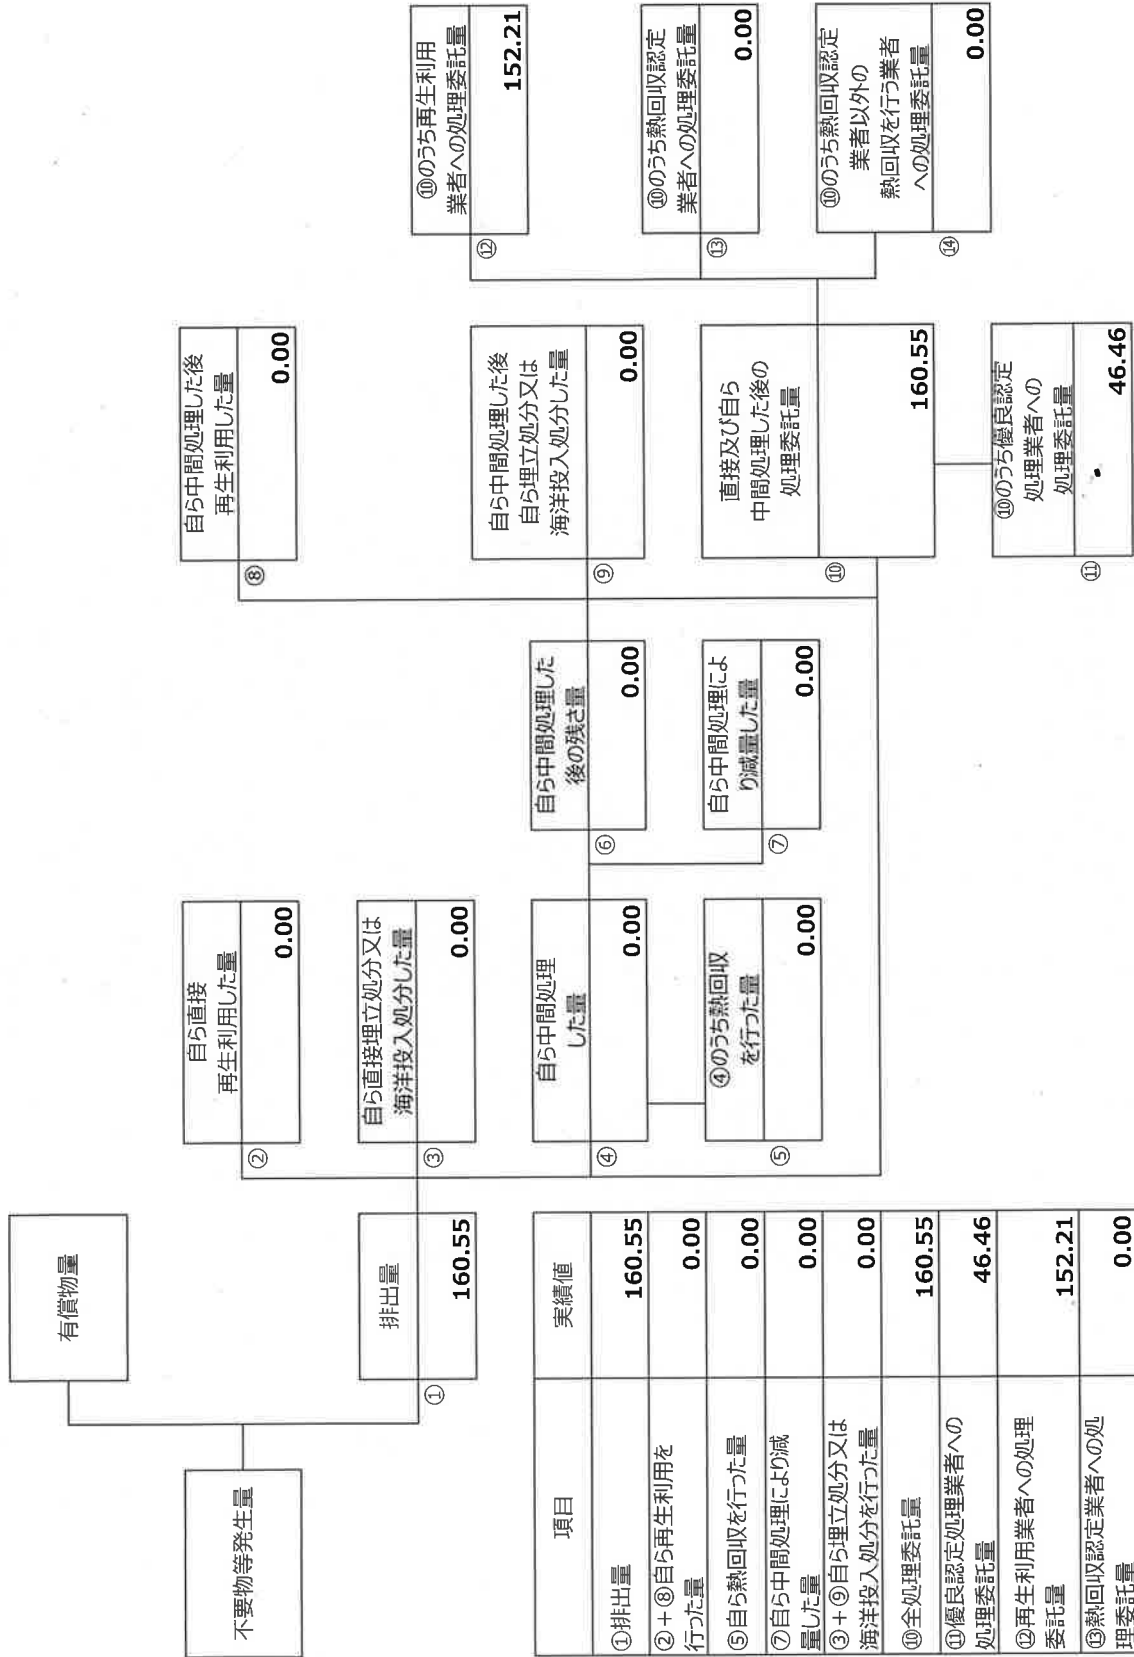 有償物量
不要物等発生量
排出量
①
160.55
自ら直接
再生利用した量
②
0.00
自ら直接埋立処分又は
海洋投入処分した量
③
0.00
自ら中間処理
した量
④
0.00
④のうち熱回収
を行った量
⑤
0.00
自ら中間処理した
後の残さ量
⑥
0.00
自ら中間処理によ
り減量した量
⑦
0.00
自ら中間処理した後
再生利用した量
⑧
0.00
自ら中間処理した後
自ら埋立処分又は
海洋投入処分した量
⑨
0.00
直接及び自ら
中間処理した後の
処理委託量
⑩
160.55
⑩のうち優良認定
処理業者への
処理委託量
⑪
46.46
⑩のうち再生利用
業者への処理委託量
⑫
152.21
⑩のうち熱回収認定
業者への処理委託量
⑬
0.00
⑩のうち熱回収認定
業者以外の
熱回収を行う業者
への処理委託量
⑭
0.00
項目 実績値
①排出量 160.55
②+⑧自ら再生利用を
行った量 0.00
⑤自ら熱回収を行った量 0.00
⑦自ら中間処理により減
量した量 0.00
③+⑨自ら埋立処分又は
海洋投入処分を行った量 0.00
⑩全処理委託量 160.55
⑪優良認定処理業者への
処理委託量 46.46
⑫再生利用業者への処理
委託量 152.21
⑬熱回収認定業者への処
理委託量 0.00